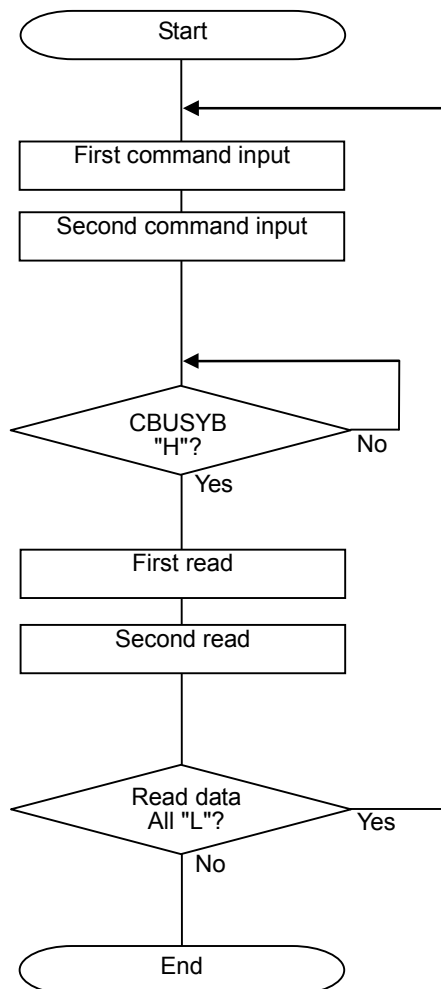 Start
First command input
Second command input
CBUSYB
"H"?
No
Yes
First read
Second read
Read data
All "L"?
Yes
No
End